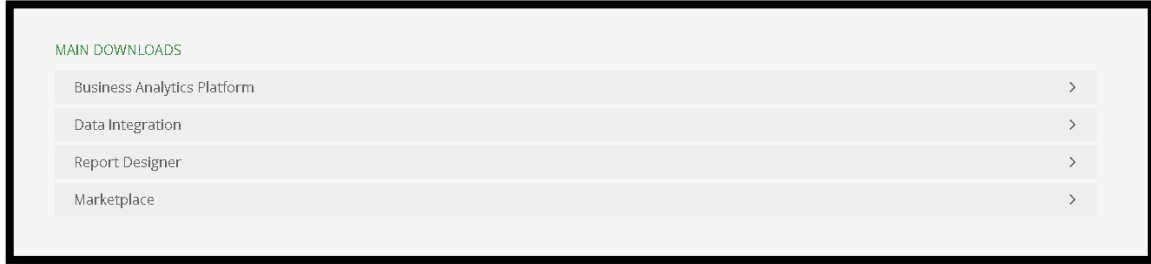 MAIN DOWNLOADS
Business Analytics Platform
Data Integration
Report Designer
Marketplace